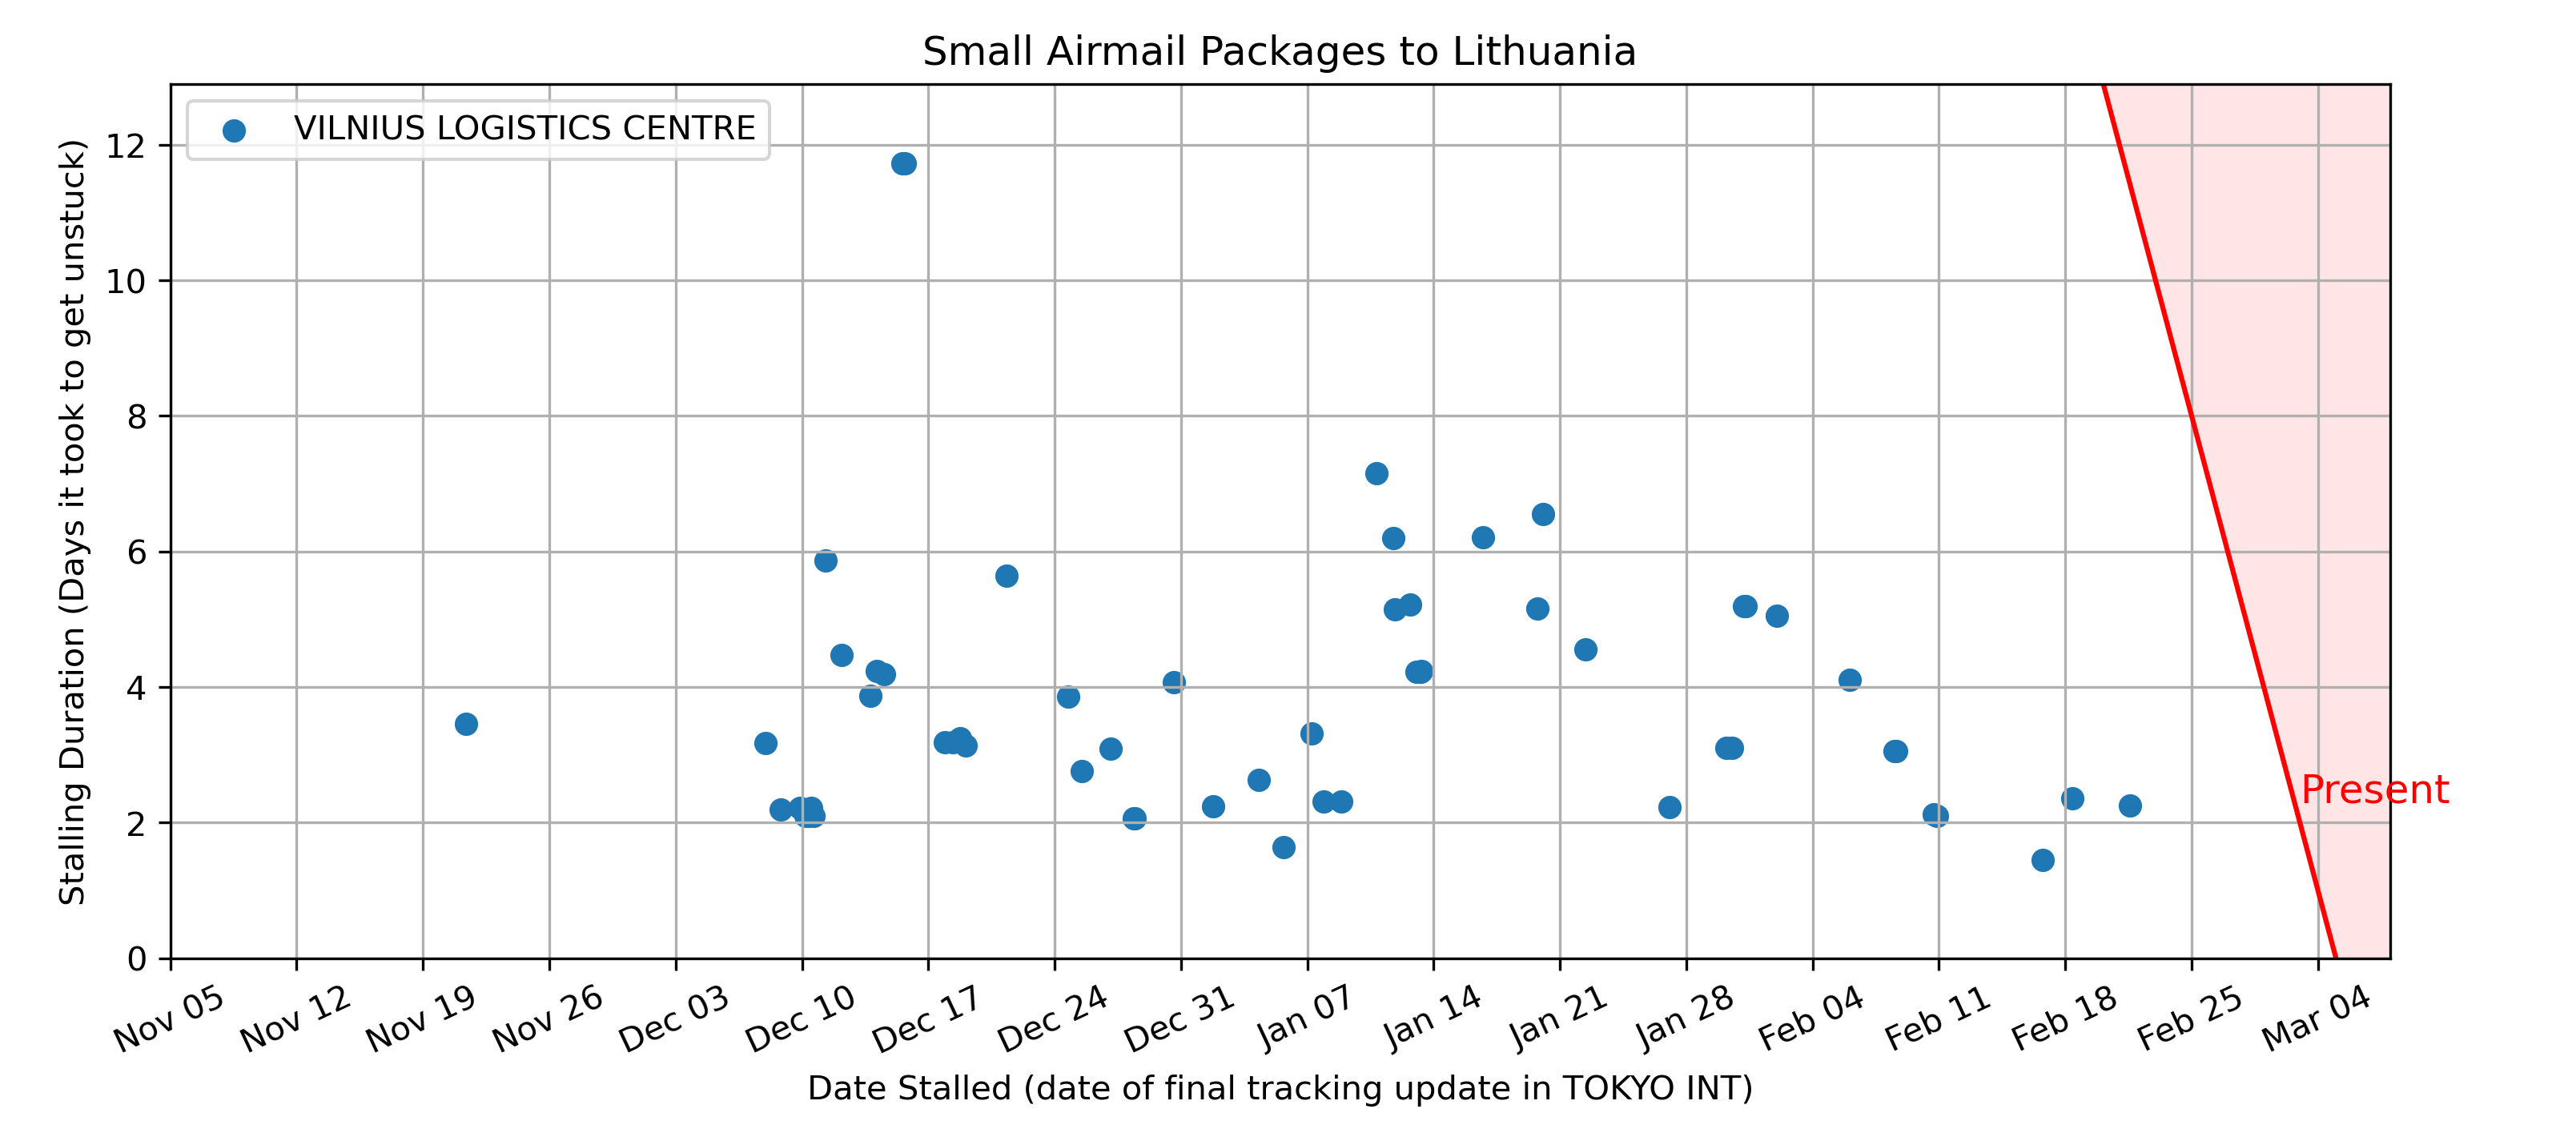 Small Airmail Packages to Lithuania
VILNIUS LOGISTICS CENTRE
Stalling Duration (Days it took to get unstuck)
12
10
8
6
4
2
0
Present
Nov 05
Nov 12
Nov 19
Nov 26
Dec 03
Dec 10
Dec 17
Dec 24
Dec 31
Jan 07
Jan 14
Jan 21
Jan 28
Feb 04
Feb 11
Feb 18
Feb 25
Mar 04
Date Stalled (date of final tracking update in TOKYO INT)